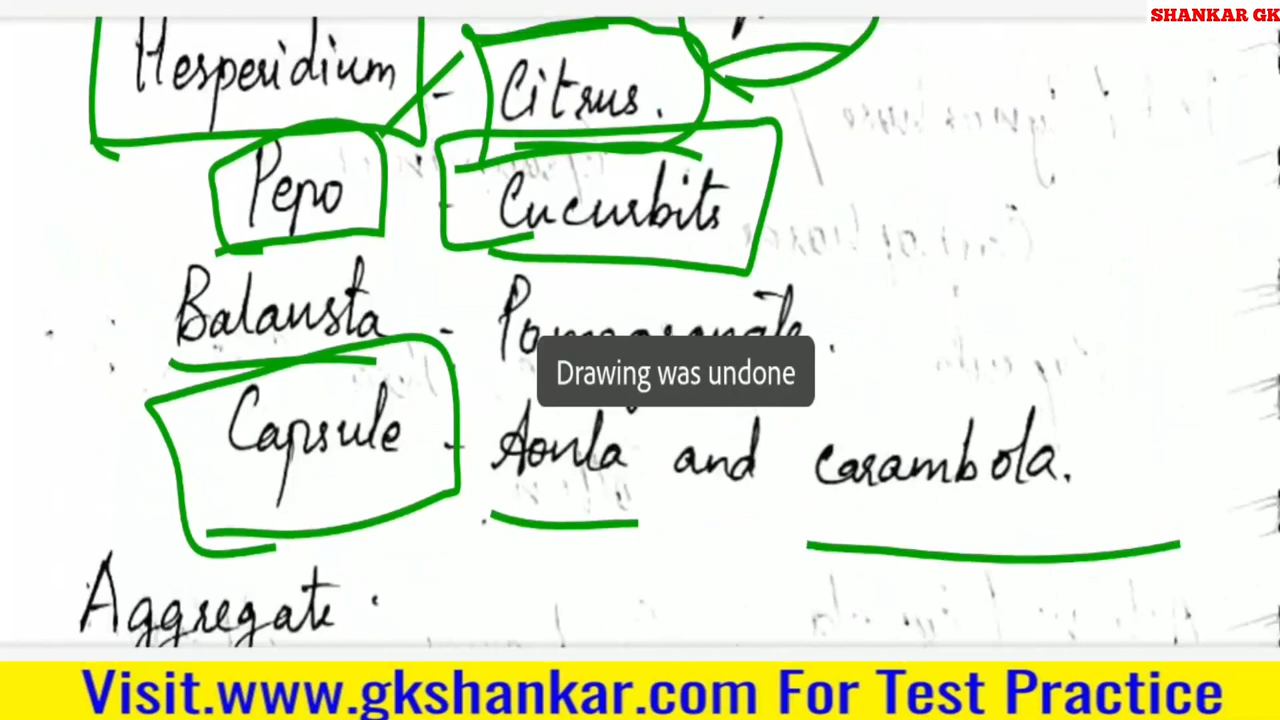 SHANKAR GK
Hesperidium - Citrus.
Pepo - Cucurbits
Balausta - Pomegranate.
Drawing was undone
Capsule - Aonla and carambola.
Aggregate.
Visit.www.gkshankar.com For Test Practice